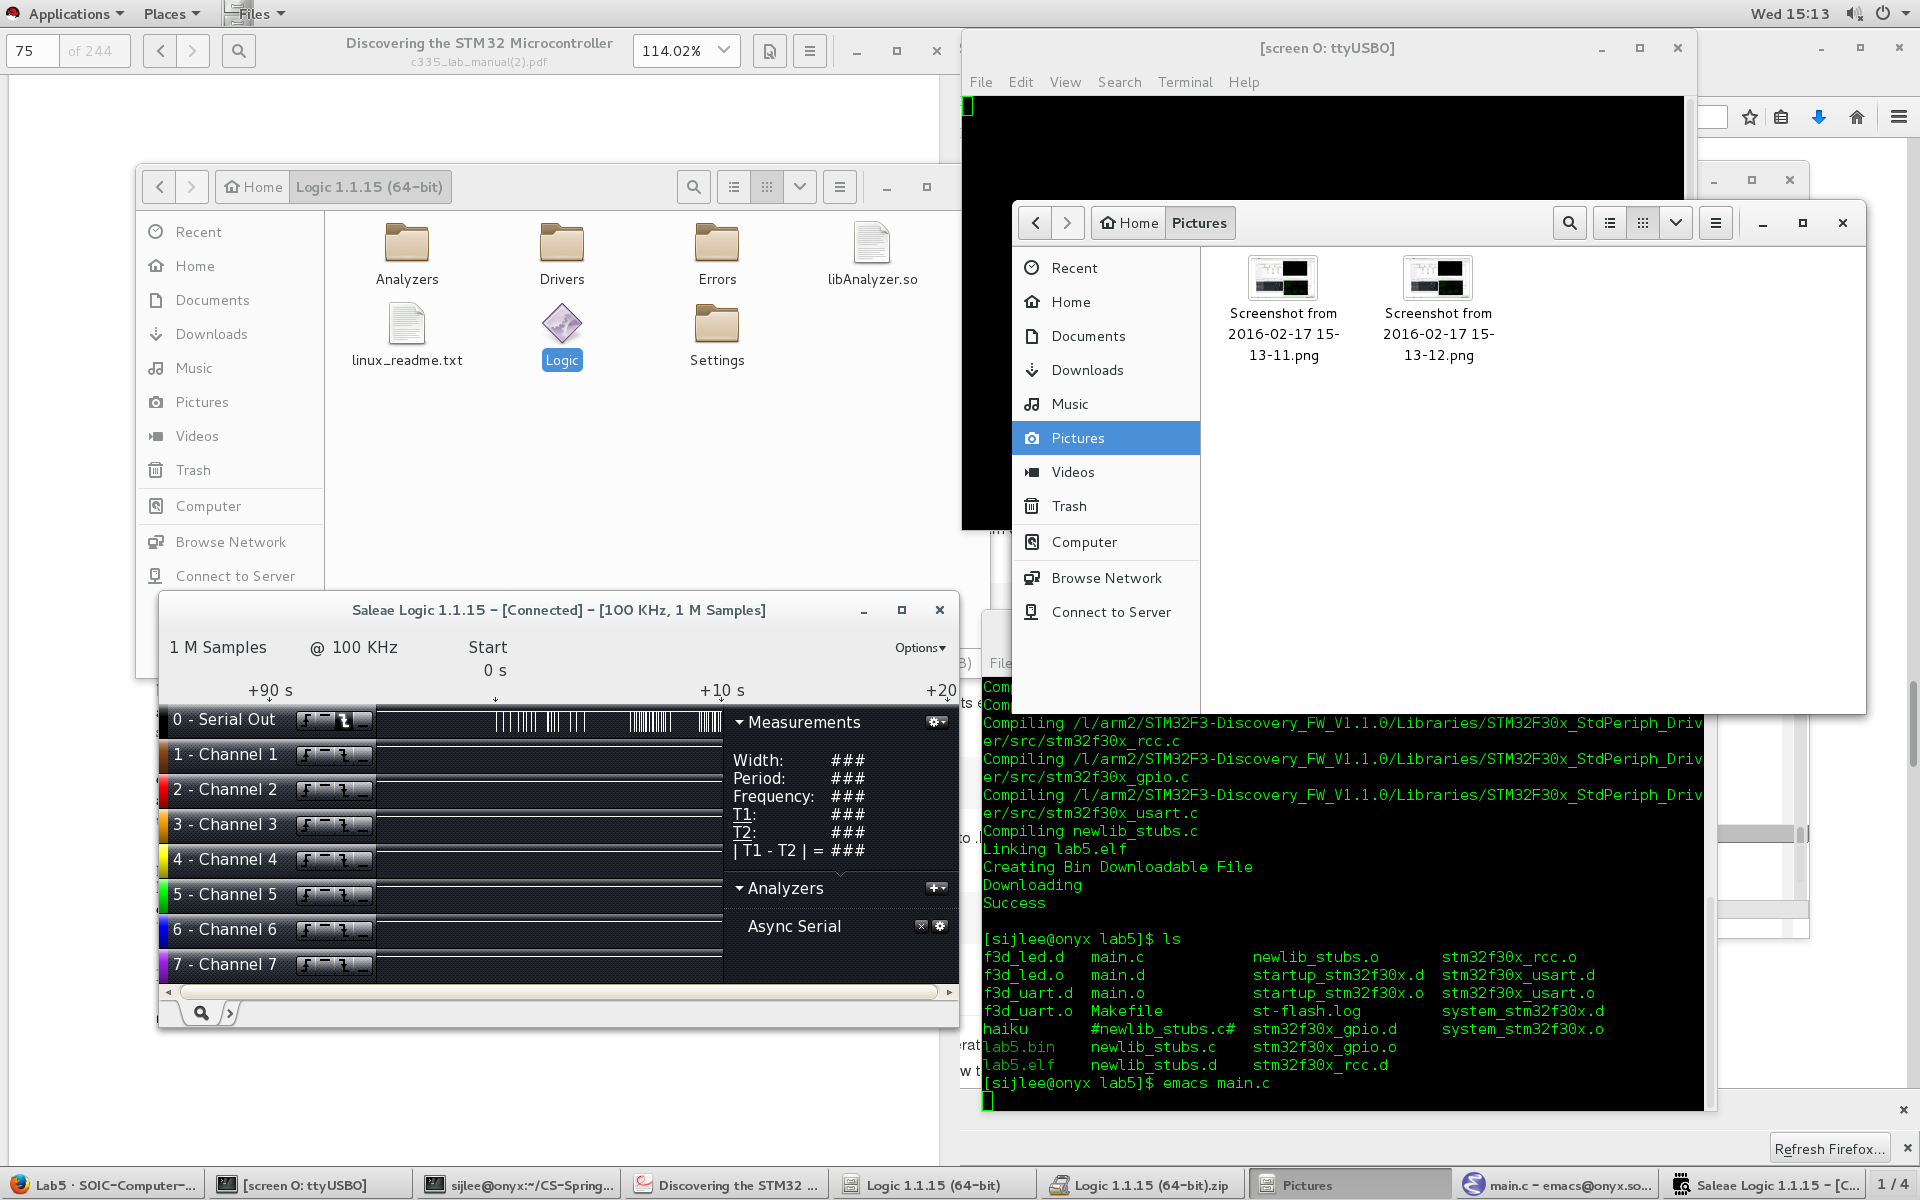 Applications Places Files Wed 15:13
75 of 244 Discovering the STM32 Microcontroller 114.02%
c335_lab_manual(2).pdf
[screen 0: ttyUSB0]
File Edit View Search Terminal Help
Home Logic 1.1.15 (64-bit)
Recent
Home
Documents
Downloads
Music
Pictures
Videos
Trash
Computer
Browse Network
Connect to Server
Analyzers Drivers Errors libAnalyzer.so
linux_readme.txt Logic Settings
Home Pictures
Recent
Home
Documents
Downloads
Music
Pictures
Videos
Trash
Computer
Browse Network
Connect to Server
Screenshot from 2016-02-17 15-
13-11.png
Screenshot from 2016-02-17 15-
13-12.png
Saleae Logic 1.1.15 - [Connected] - [100 KHz, 1 M Samples]
1 M Samples @ 100 KHz Start Options
0 s
+90 s +10 s +20
0 - Serial Out
1 - Channel 1
2 - Channel 2
3 - Channel 3
4 - Channel 4
5 - Channel 5
6 - Channel 6
7 - Channel 7
Measurements
Width: ###
Period: ###
Frequency: ###
T1: ###
T2: ###
| T1 - T2 | = ###
Analyzers
Async Serial
B) File
Com
Com
Compiling /l/arm2/STM32F3-Discovery_FW_V1.1.0/Libraries/STM32F30x_StdPeriph_Driv
er/src/stm32f30x_rcc.c
Compiling /l/arm2/STM32F3-Discovery_FW_V1.1.0/Libraries/STM32F30x_StdPeriph_Driv
er/src/stm32f30x_gpio.c
Compiling /l/arm2/STM32F3-Discovery_FW_V1.1.0/Libraries/STM32F30x_StdPeriph_Driv
er/src/stm32f30x_usart.c
Compiling newlib_stubs.c
Linking lab5.elf
Creating Bin Downloadable File
Downloading
Success
[sijlee@onyx lab5]$ ls
f3d_led.d main.c newlib_stubs.o stm32f30x_rcc.o
f3d_led.o main.d startup_stm32f30x.d stm32f30x_usart.d
f3d_uart.d main.o startup_stm32f30x.o stm32f30x_usart.o
f3d_uart.o Makefile st-flash.log system_stm32f30x.d
haiku #newlib_stubs.c# stm32f30x_gpio.d system_stm32f30x.o
lab5.bin newlib_stubs.c stm32f30x_gpio.o
lab5.elf newlib_stubs.d stm32f30x_rcc.d
[sijlee@onyx lab5]$ emacs main.c
Refresh Firefox...
Lab5 · SOIC-Computer-... [screen 0: ttyUSB0] sijlee@onyx:~/CS-Spring... Discovering the STM32 ... Logic 1.1.15 (64-bit) Logic 1.1.15 (64-bit).zip Pictures main.c - emacs@onyx.so... Saleae Logic 1.1.15 - [C... 1 / 4